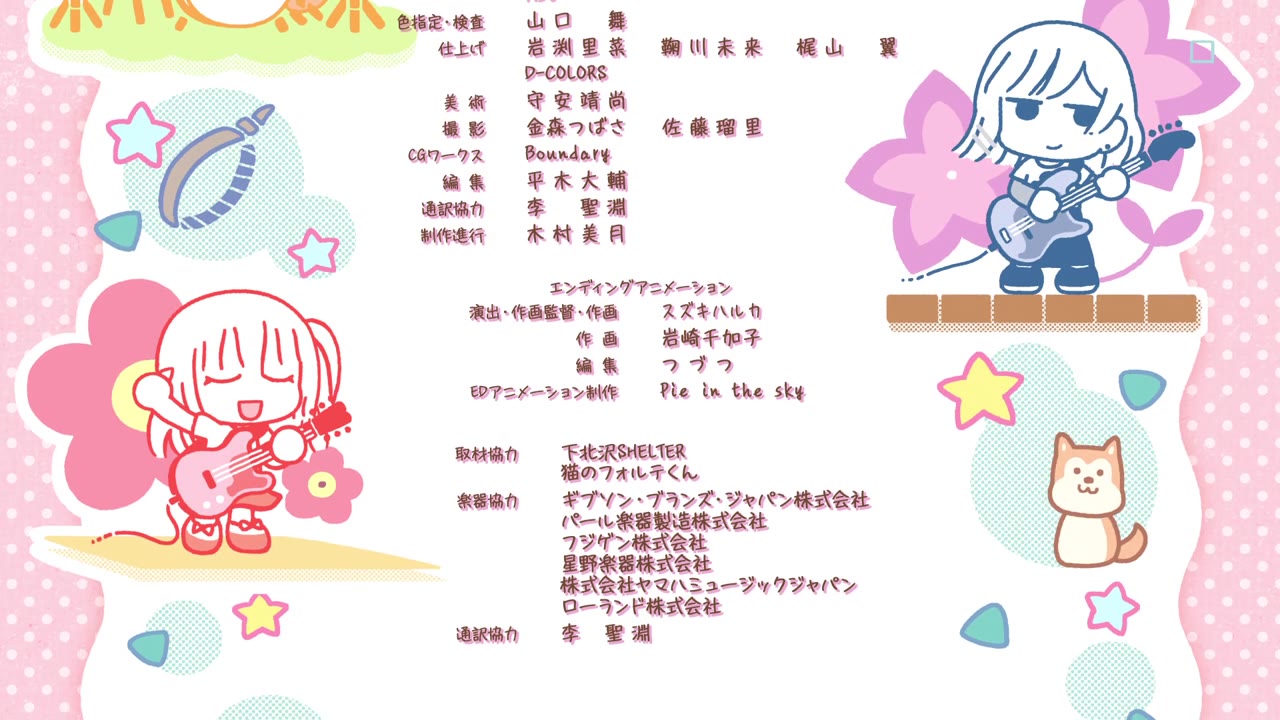 色指定・検査 山口 舞
仕上げ 岩渕里菜 鞠川未来 梶山 翼
D-COLORS
美術 守安靖尚
撮影 金森つばさ 佐藤瑠里
CGワークス Boundary
編集 平木大輔
通訳協力 李 聖淵
制作進行 木村美月
エンディングアニメーション
演出・作画監督・作画 スズキハルカ
作画 岩崎千加子
編集 つづつ
EDアニメーション制作 Pie in the sky
取材協力 下北沢SHELTER
猫のフォルテくん
楽器協力 ギブソン・ブランズ・ジャパン株式会社
パール楽器製造株式会社
フジゲン株式会社
星野楽器株式会社
株式会社ヤマハミュージックジャパン
ローランド株式会社
通訳協力 李 聖淵